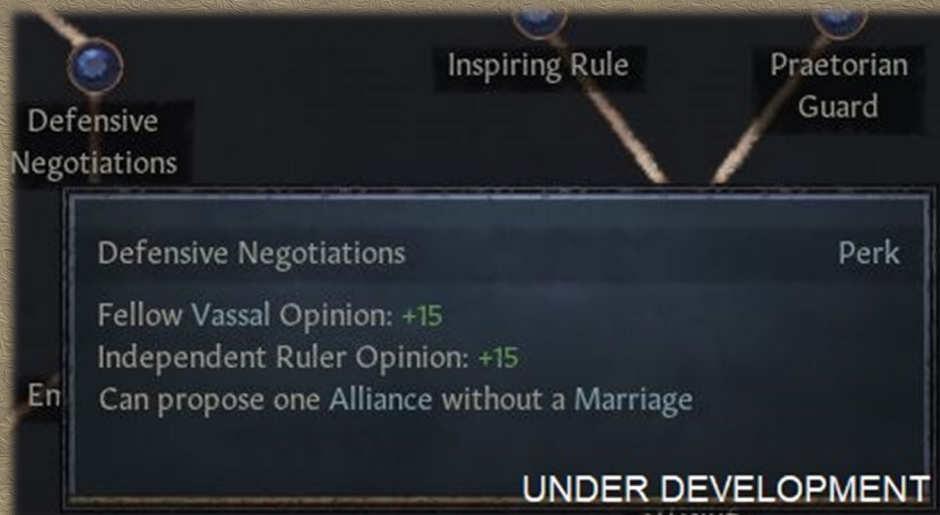 Inspiring Rule
Praetorian
Guard
Defensive
Negotiations
Defensive Negotiations
Perk
Fellow Vassal Opinion: +15
Independent Ruler Opinion: +15
En
Can propose one Alliance without a Marriage
UNDER DEVELOPMENT